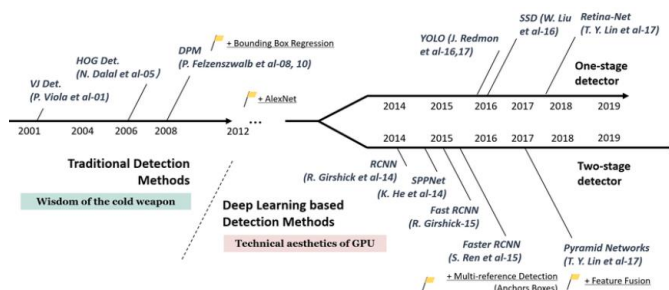 VJ Det.
(P. Viola et al-01)
HOG Det.
(N. Dalal et al-05)
DPM
(P. Felzenszwalb et al-08, 10)
+ Bounding Box Regression
+ AlexNet
YOLO (J. Redmon
et al-16,17)
SSD (W. Liu
et al-16)
Retina-Net
(T. Y. Lin et al-17)
One-stage
detector
2001 2004 2006 2008 2012 ...
2014 2015 2016 2017 2018 2019
2014 2015 2016 2017 2018 2019
Two-stage
detector
Traditional Detection
Methods
Wisdom of the cold weapon
Deep Learning based
Detection Methods
Technical aesthetics of GPU
RCNN
(R. Girshick et al-14)
SPPNet
(K. He et al-14)
Fast RCNN
(R. Girshick-15)
Faster RCNN
(S. Ren et al-15)
Pyramid Networks
(T. Y. Lin et al-17)
+ Multi-reference Detection
(Anchors Boxes)
+ Feature Fusion